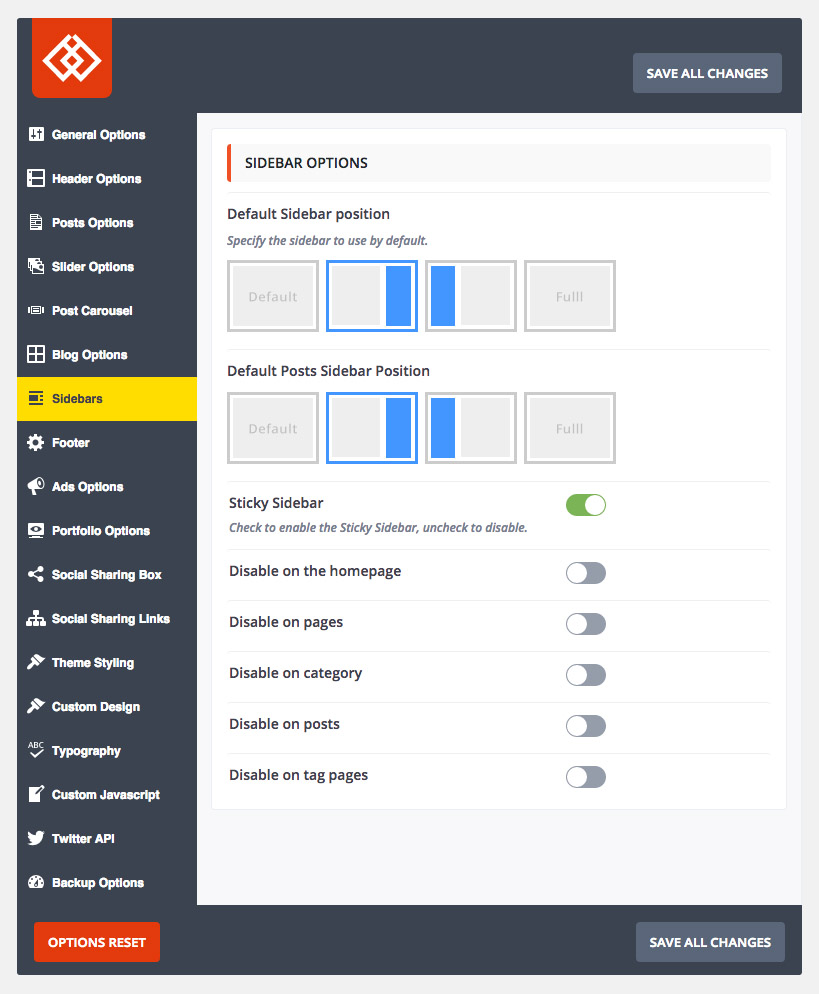 SAVE ALL CHANGES
General Options
Header Options
Posts Options
Slider Options
Post Carousel
Blog Options
Sidebars
Footer
Ads Options
Portfolio Options
Social Sharing Box
Social Sharing Links
Theme Styling
Custom Design
ABC
Typography
Custom Javascript
Twitter API
Backup Options
SIDEBAR OPTIONS
Default Sidebar position
Specify the sidebar to use by default.
Default Fulll
Default Posts Sidebar Position
Default Fulll
Sticky Sidebar
Check to enable the Sticky Sidebar, uncheck to disable.
Disable on the homepage
Disable on pages
Disable on category
Disable on posts
Disable on tag pages
OPTIONS RESET
SAVE ALL CHANGES